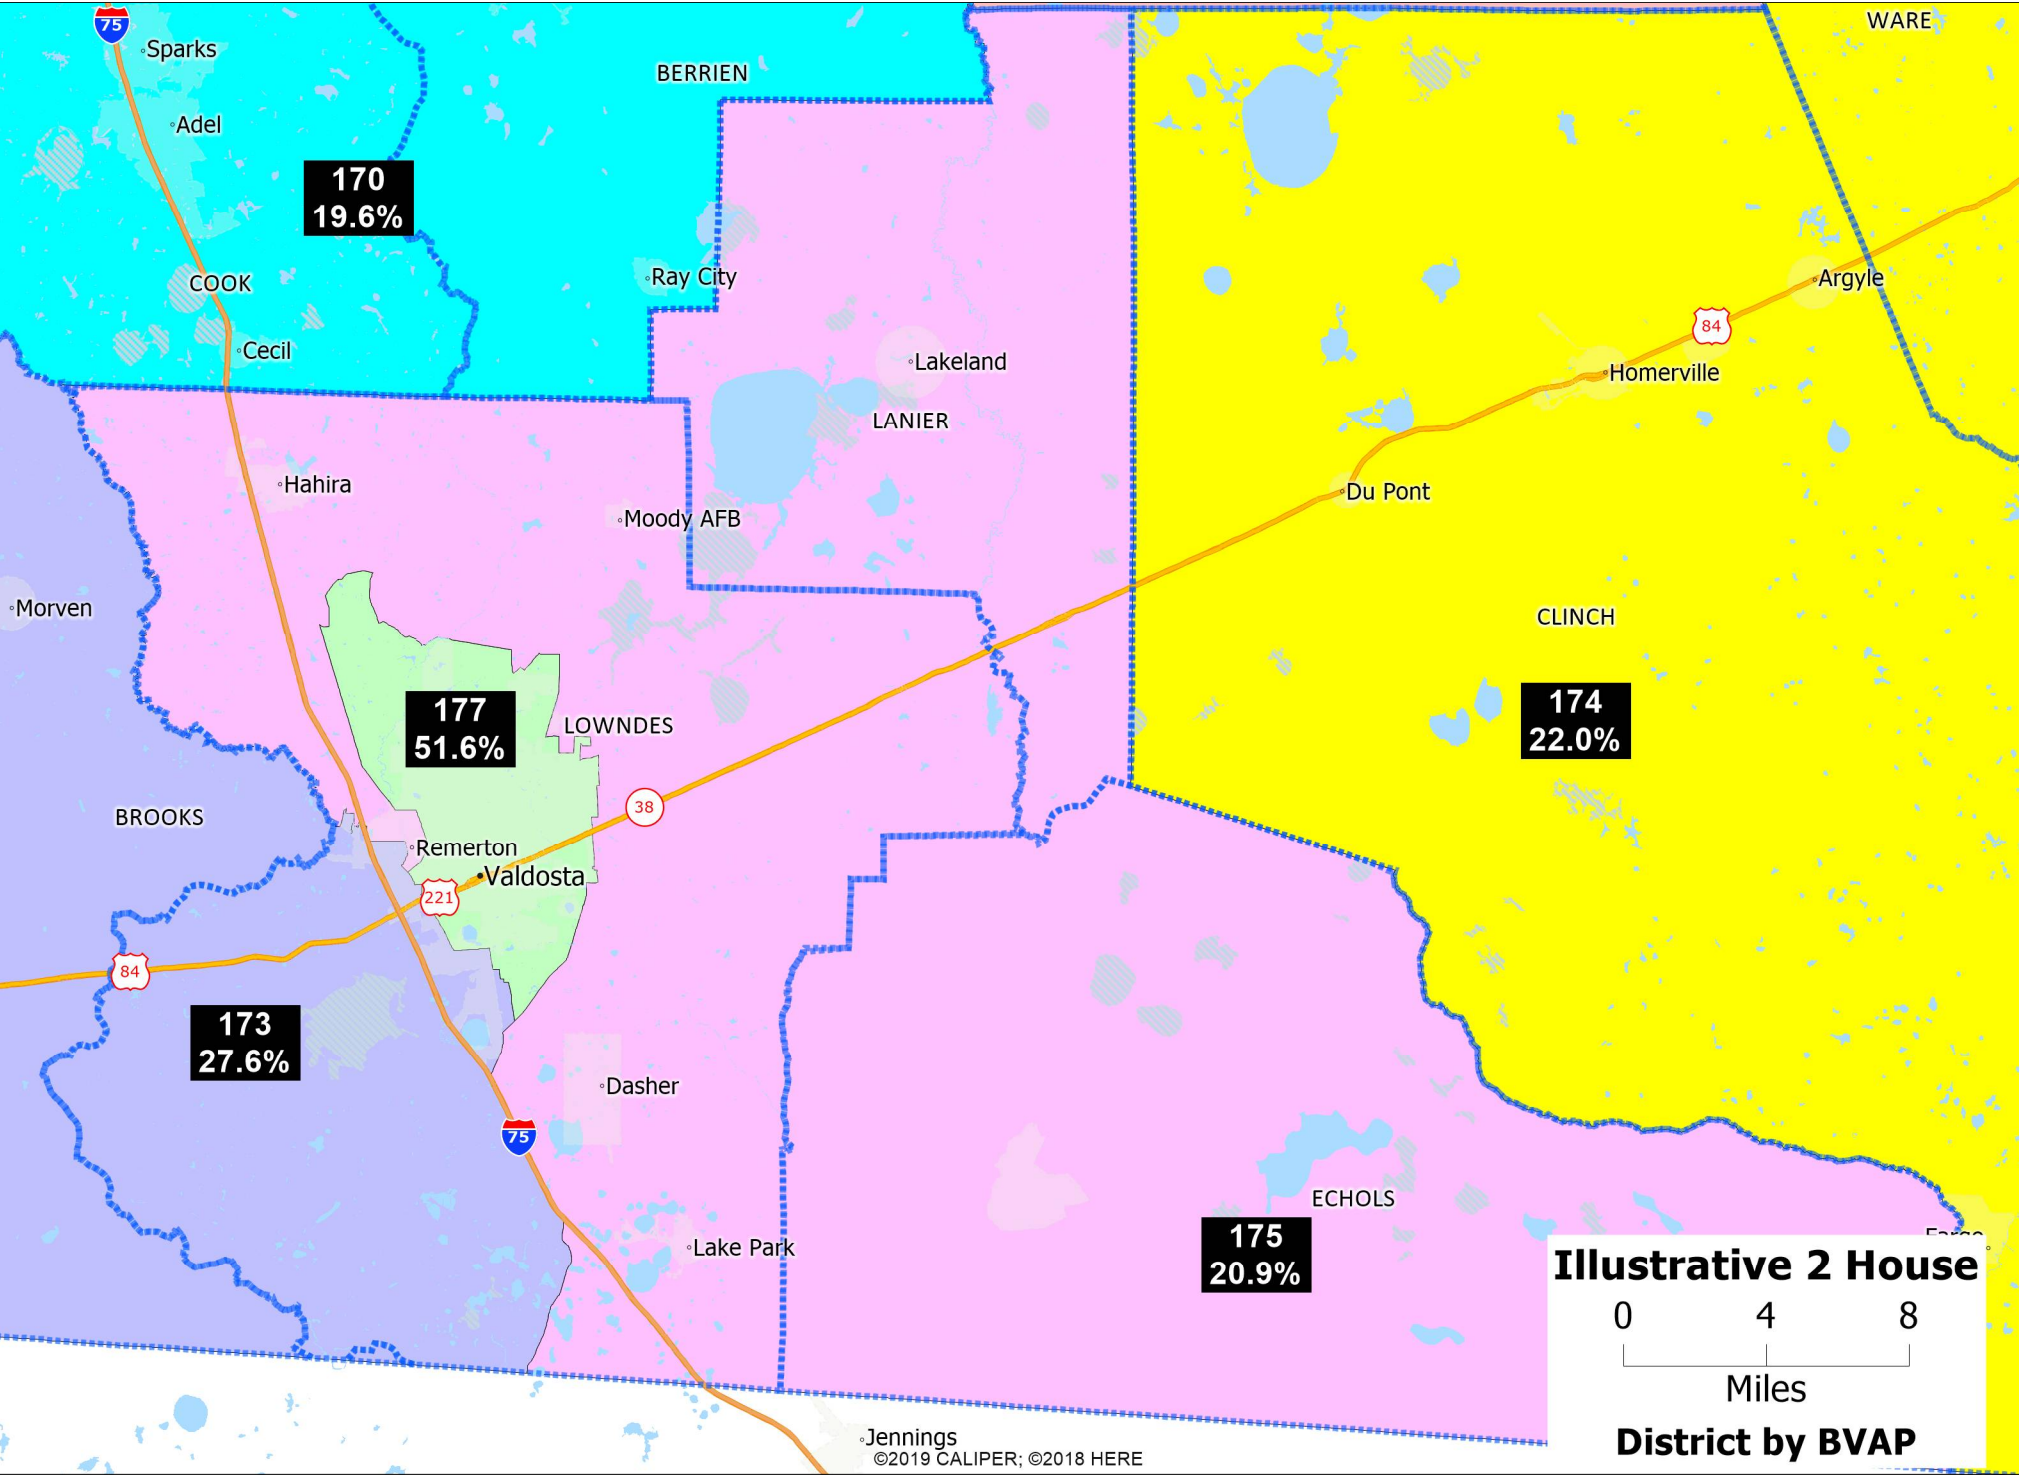 75
WARE
Sparks
BERRIEN
Adel
170
19.6%
Ray City
COOK
Argyle
84
Cecil
Lakeland
Homerville
LANIER
Hahira
Du Pont
Moody AFB
Morven
CLINCH
177
51.6%
LOWNDES
174
22.0%
38
BROOKS
Remerton
Valdosta
221
84
173
27.6%
Dasher
75
ECHOLS
175
20.9%
Lake Park
Illustrative 2 House
0 4 8
Miles
District by BVAP
Jennings
©2019 CALIPER; ©2018 HERE